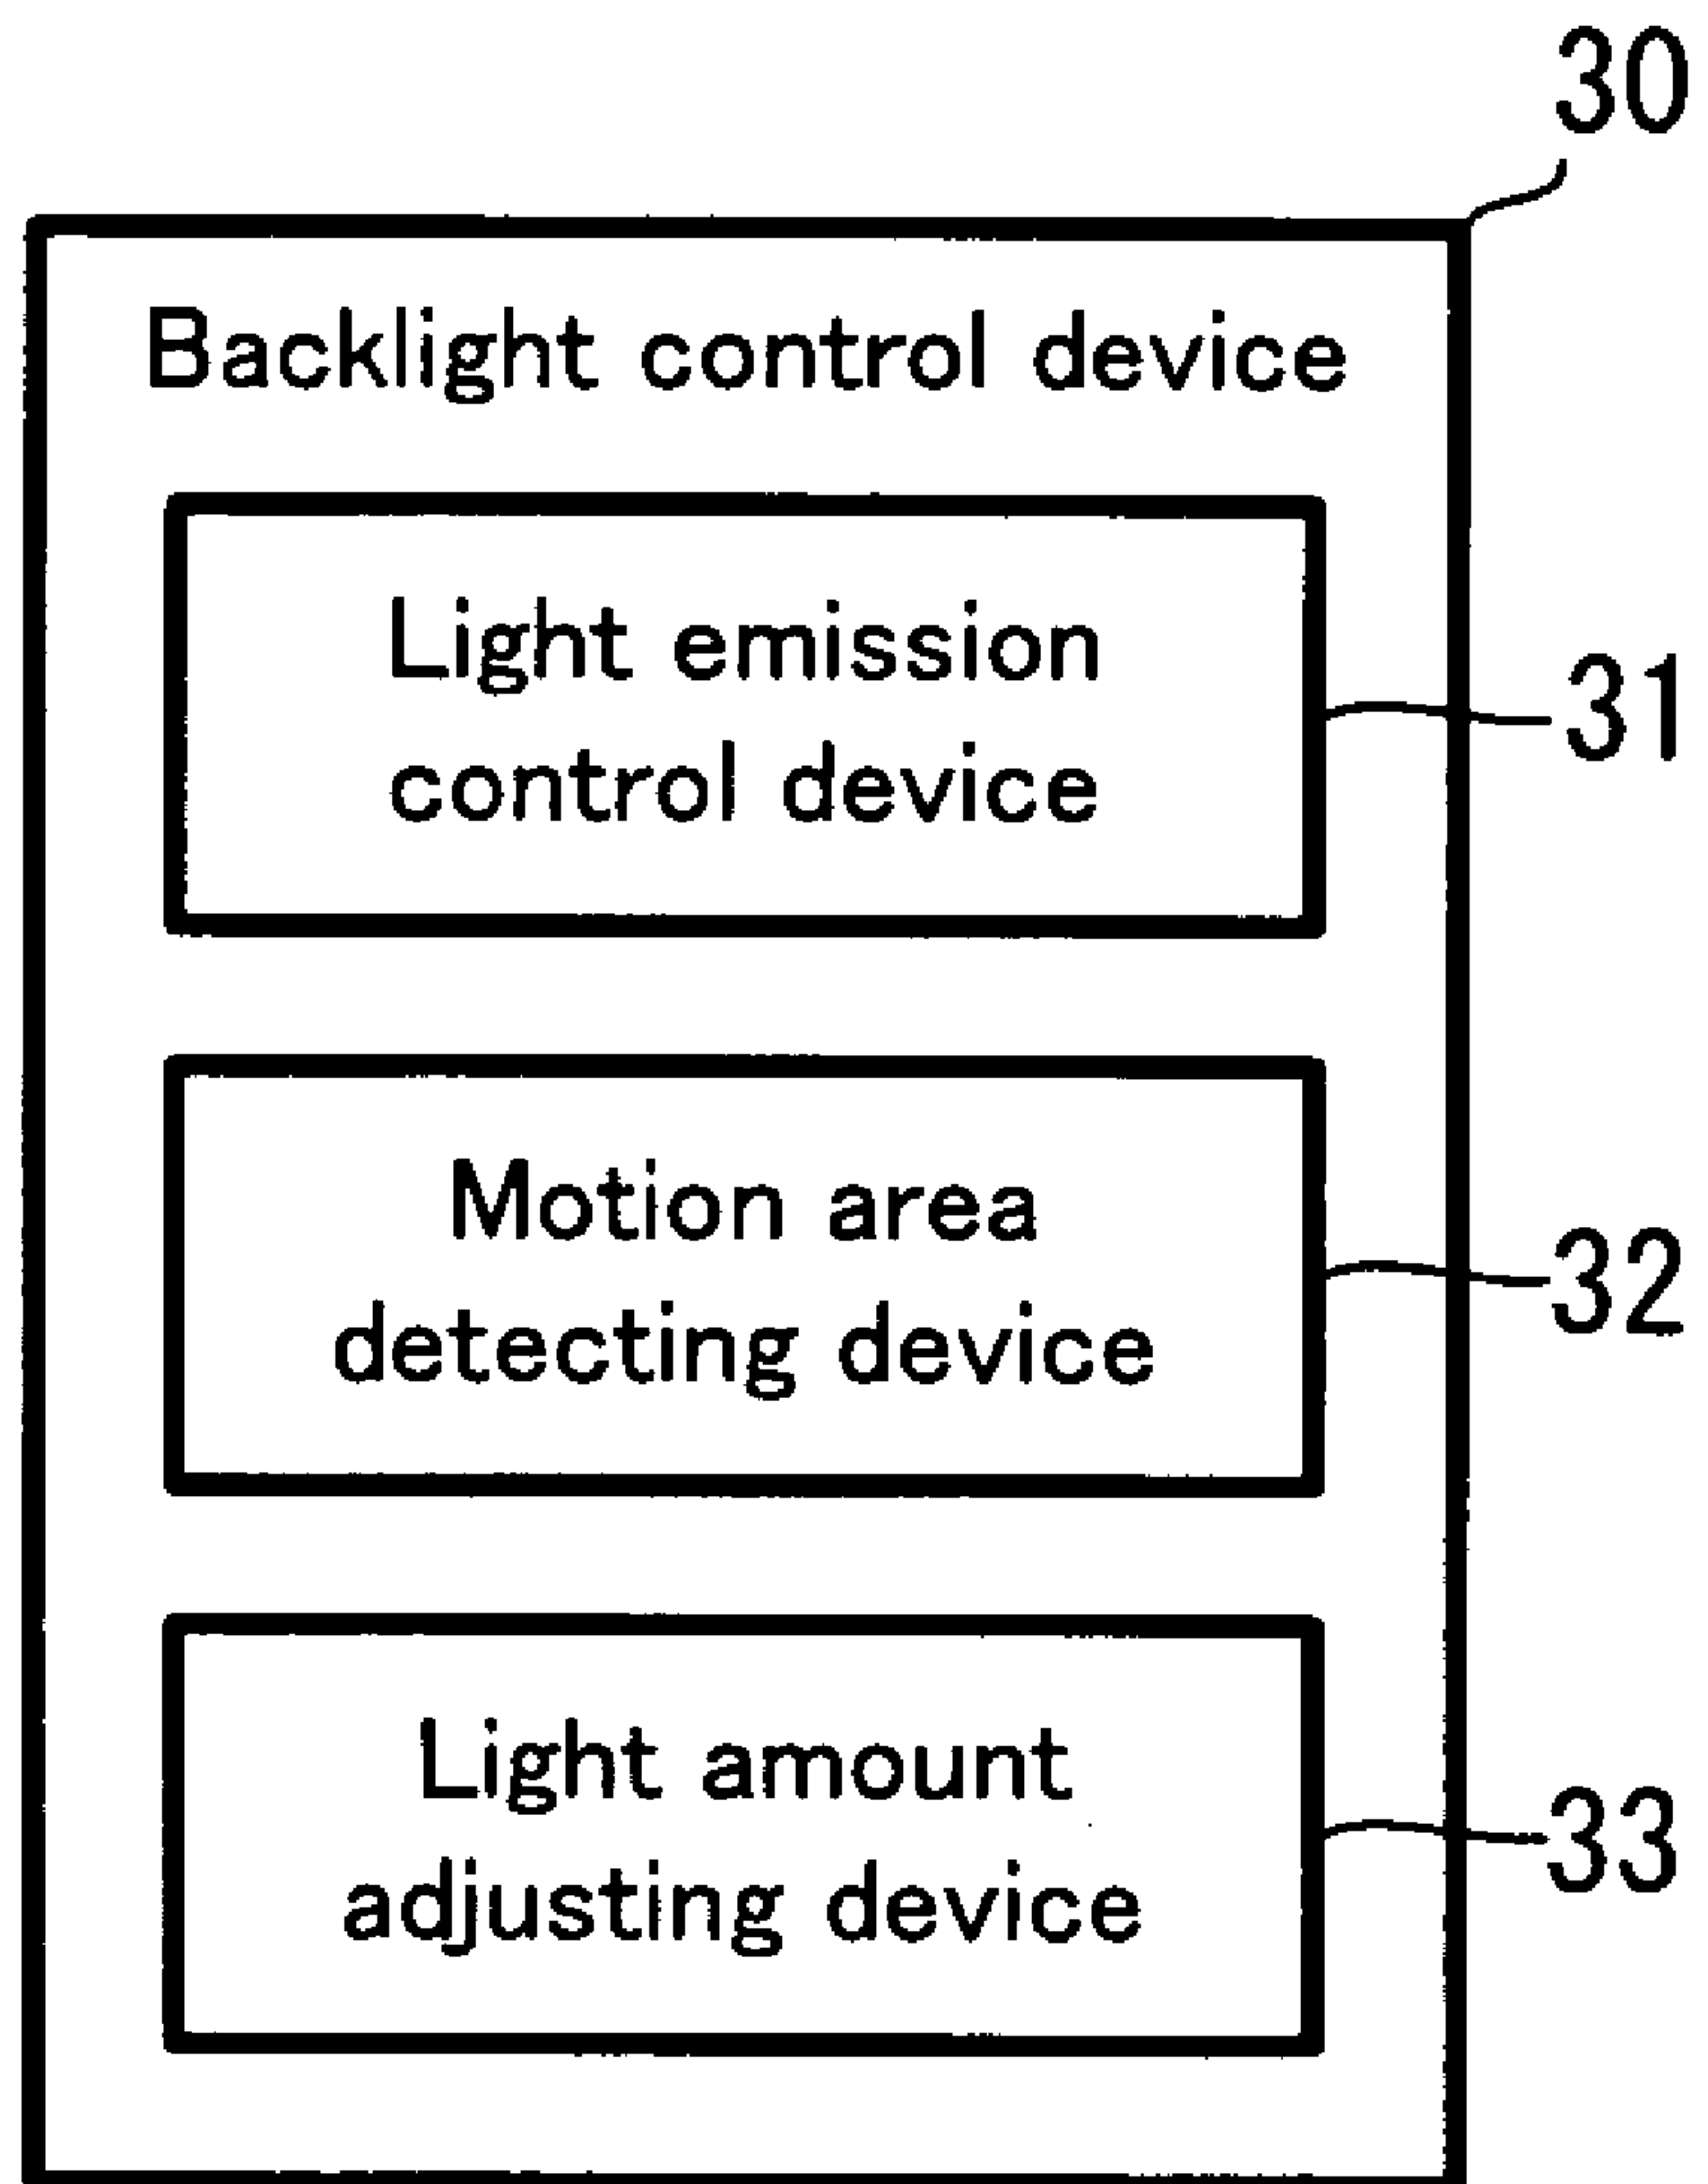 30
Backlight control device
Light emission
control device
31
Motion area
detecting device
32
Light amount
adjusting device
33